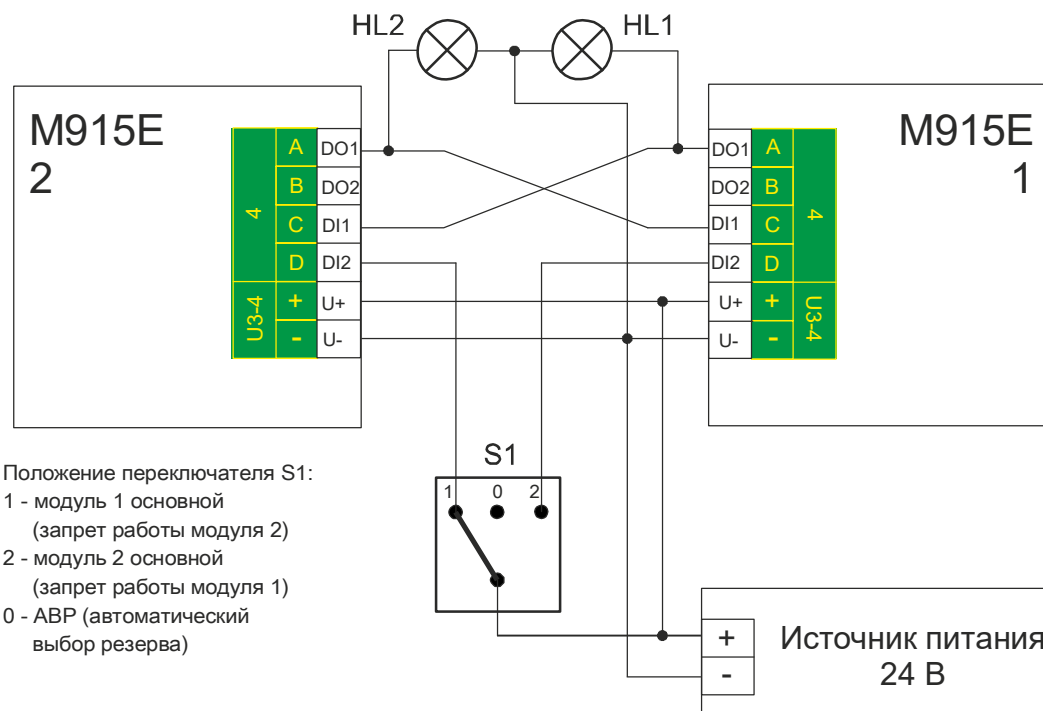 HL2
HL1
M915E
2
4
A
DO1
B
DO2
C
DI1
D
DI2
U3-4
+
U+
-
U-
M915E
1
DO1
A
4
DO2
B
DI1
C
DI2
D
U+
+
U3-4
U-
-
S1
1 0 2
Положение переключателя S1:
1 - модуль 1 основной
(запрет работы модуля 2)
2 - модуль 2 основной
(запрет работы модуля 1)
0 - АВР (автоматический
выбор резерва)
+
-
Источник питания
24 В